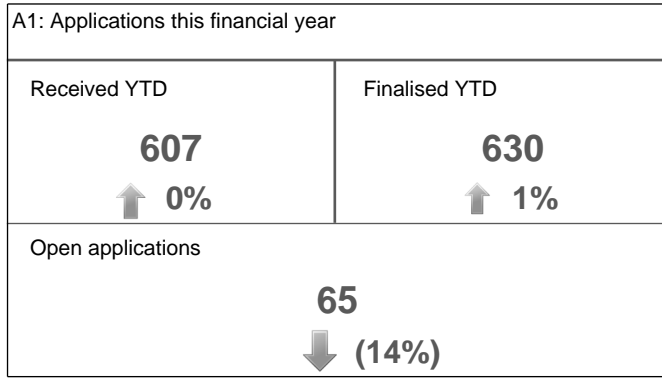 A1: Applications this financial year
Received YTD
607
0%
Finalised YTD
630
1%
Open applications
65
(14%)